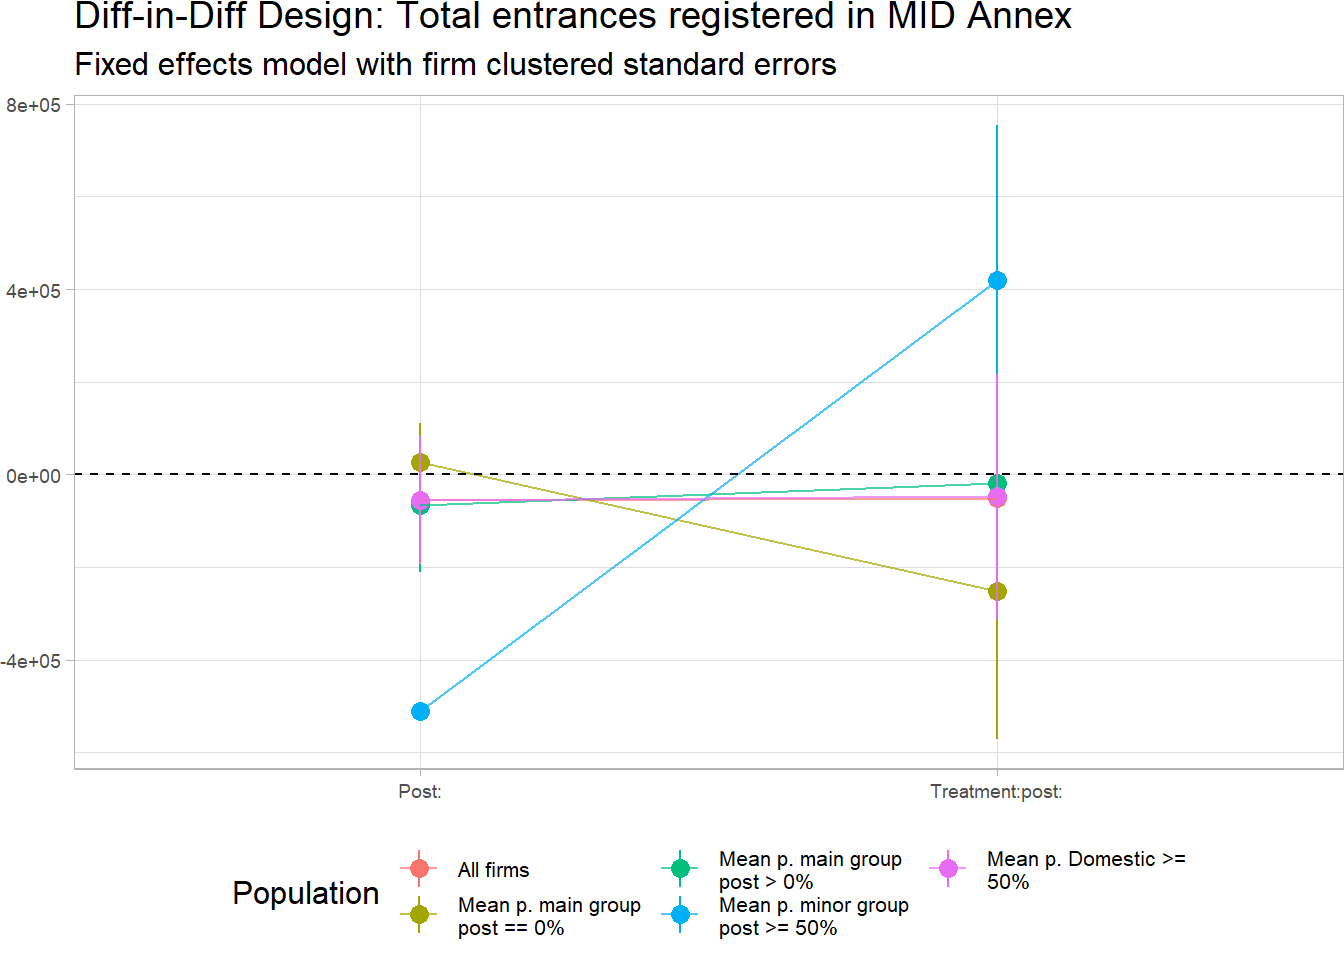 Diff-in-Diff Design: Total entrances registered in MID Annex
Fixed effects model with firm clustered standard errors
8e+05
4e+05
0e+00
-4e+05
Post:
Treatment:post:
Population
All firms
Mean p. main group
post == 0%
Mean p. main group
post > 0%
Mean p. minor group
post >= 50%
Mean p. Domestic >=
50%